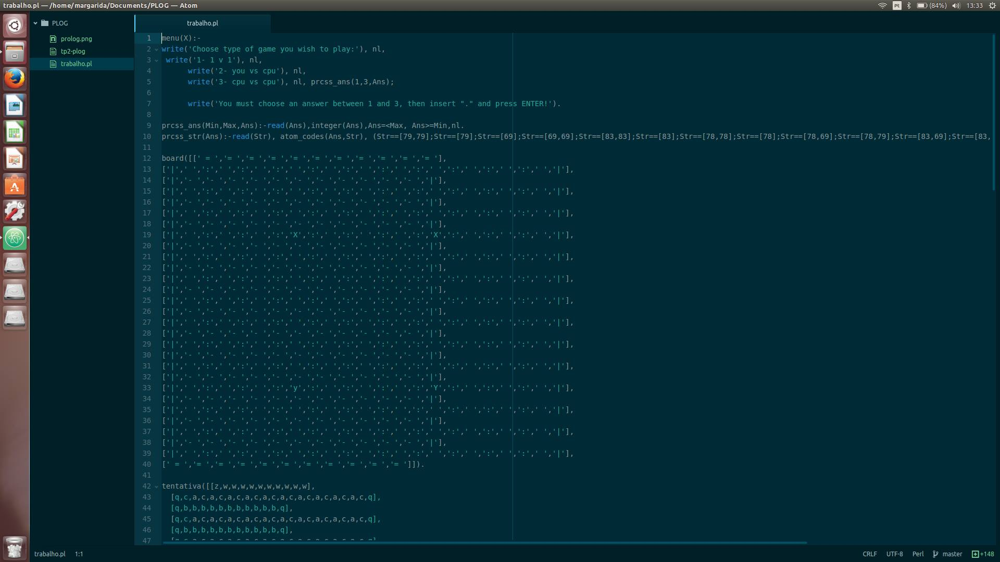 trabalho.pl — /home/margarida/Documents/PLOG — Atom
Pt
(84%)
13:33
PLOG
prolog.png
tp2-plog
trabalho.pl
trabalho.pl
1 menu(X):-
2 write('Choose type of game you wish to play:'), nl,
3 write('1- 1 v 1'), nl,
4 write('2- you vs cpu'), nl,
5 write('3- cpu vs cpu'), nl, prcss_ans(1,3,Ans);
6
7 write('You must choose an answer between 1 and 3, then insert "." and press ENTER!').
8
9 prcss_ans(Min,Max,Ans):-read(Ans),integer(Ans),Ans=<Max, Ans>=Min,nl.
10 prcss_str(Ans):-read(Str), atom_codes(Ans,Str), (Str==[79,79];Str==[79];Str==[69];Str==[69,69];Str==[83,83];Str==[83];Str==[78,78];Str==[78];Str==[78,69];Str==[78,79];Str==[83,69];Str==[83,
11
12 board([[' = ','= ','= ','= ','= ','= ','= ','= ','= ','= ','= '],
13 ['|',' ',':',' ',':',' ',':',' ',':',' ',':',' ',':',' ',':',' ',':',' ',':',' ',':',' ','|'],
14 ['|','- ','- ','- ','- ','- ','- ','- ','- ','- ','- ','- ','|'],
15 ['|',' ',':',' ',':',' ',':',' ',':',' ',':',' ',':',' ',':',' ',':',' ',':',' ',':',' ','|'],
16 ['|','- ','- ','- ','- ','- ','- ','- ','- ','- ','- ','- ','|'],
17 ['|',' ',':',' ',':',' ',':',' ',':',' ',':',' ',':',' ',':',' ',':',' ',':',' ',':',' ','|'],
18 ['|','- ','- ','- ','- ','- ','- ','- ','- ','- ','- ','- ','|'],
19 ['|',' ',':',' ',':',' ',':','X',':',' ',':',' ',':',' ',':','X',':',' ',':',' ',':',' ','|'],
20 ['|','- ','- ','- ','- ','- ','- ','- ','- ','- ','- ','- ','|'],
21 ['|',' ',':',' ',':',' ',':',' ',':',' ',':',' ',':',' ',':',' ',':',' ',':',' ',':',' ','|'],
22 ['|','- ','- ','- ','- ','- ','- ','- ','- ','- ','- ','- ','|'],
23 ['|',' ',':',' ',':',' ',':',' ',':',' ',':',' ',':',' ',':',' ',':',' ',':',' ',':',' ','|'],
24 ['|','- ','- ','- ','- ','- ','- ','- ','- ','- ','- ','- ','|'],
25 ['|',' ',':',' ',':',' ',':',' ',':',' ',':',' ',':',' ',':',' ',':',' ',':',' ',':',' ','|'],
26 ['|','- ','- ','- ','- ','- ','- ','- ','- ','- ','- ','- ','|'],
27 ['|',' ',':',' ',':',' ',':',' ',':',' ',':',' ',':',' ',':',' ',':',' ',':',' ',':',' ','|'],
28 ['|','- ','- ','- ','- ','- ','- ','- ','- ','- ','- ','- ','|'],
29 ['|',' ',':',' ',':',' ',':',' ',':',' ',':',' ',':',' ',':',' ',':',' ',':',' ',':',' ','|'],
30 ['|','- ','- ','- ','- ','- ','- ','- ','- ','- ','- ','- ','|'],
31 ['|',' ',':',' ',':',' ',':',' ',':',' ',':',' ',':',' ',':',' ',':',' ',':',' ',':',' ','|'],
32 ['|','- ','- ','- ','- ','- ','- ','- ','- ','- ','- ','- ','|'],
33 ['|',' ',':',' ',':',' ',':','y',':',' ',':',' ',':',' ',':','Y',':',' ',':',' ',':',' ','|'],
34 ['|','- ','- ','- ','- ','- ','- ','- ','- ','- ','- ','- ','|'],
35 ['|',' ',':',' ',':',' ',':',' ',':',' ',':',' ',':',' ',':',' ',':',' ',':',' ',':',' ','|'],
36 ['|','- ','- ','- ','- ','- ','- ','- ','- ','- ','- ','- ','|'],
37 ['|',' ',':',' ',':',' ',':',' ',':',' ',':',' ',':',' ',':',' ',':',' ',':',' ',':',' ','|'],
38 ['|','- ','- ','- ','- ','- ','- ','- ','- ','- ','- ','- ','|'],
39 ['|',' ',':',' ',':',' ',':',' ',':',' ',':',' ',':',' ',':',' ',':',' ',':',' ',':',' ','|'],
40 [' = ','= ','= ','= ','= ','= ','= ','= ','= ','= ','= ']]).
41
42 tentativa([[z,w,w,w,w,w,w,w,w,w,w],
43 [q,c,a,c,a,c,a,c,a,c,a,c,a,c,a,c,a,c,a,c,a,c,q],
44 [q,b,b,b,b,b,b,b,b,b,b,b,q],
45 [q,c,a,c,a,c,a,c,a,c,a,c,a,c,a,c,a,c,a,c,a,c,q],
46 [q,b,b,b,b,b,b,b,b,b,b,b,q],
47
trabalho.pl 1:1
CRLF UTF-8 Perl master +148